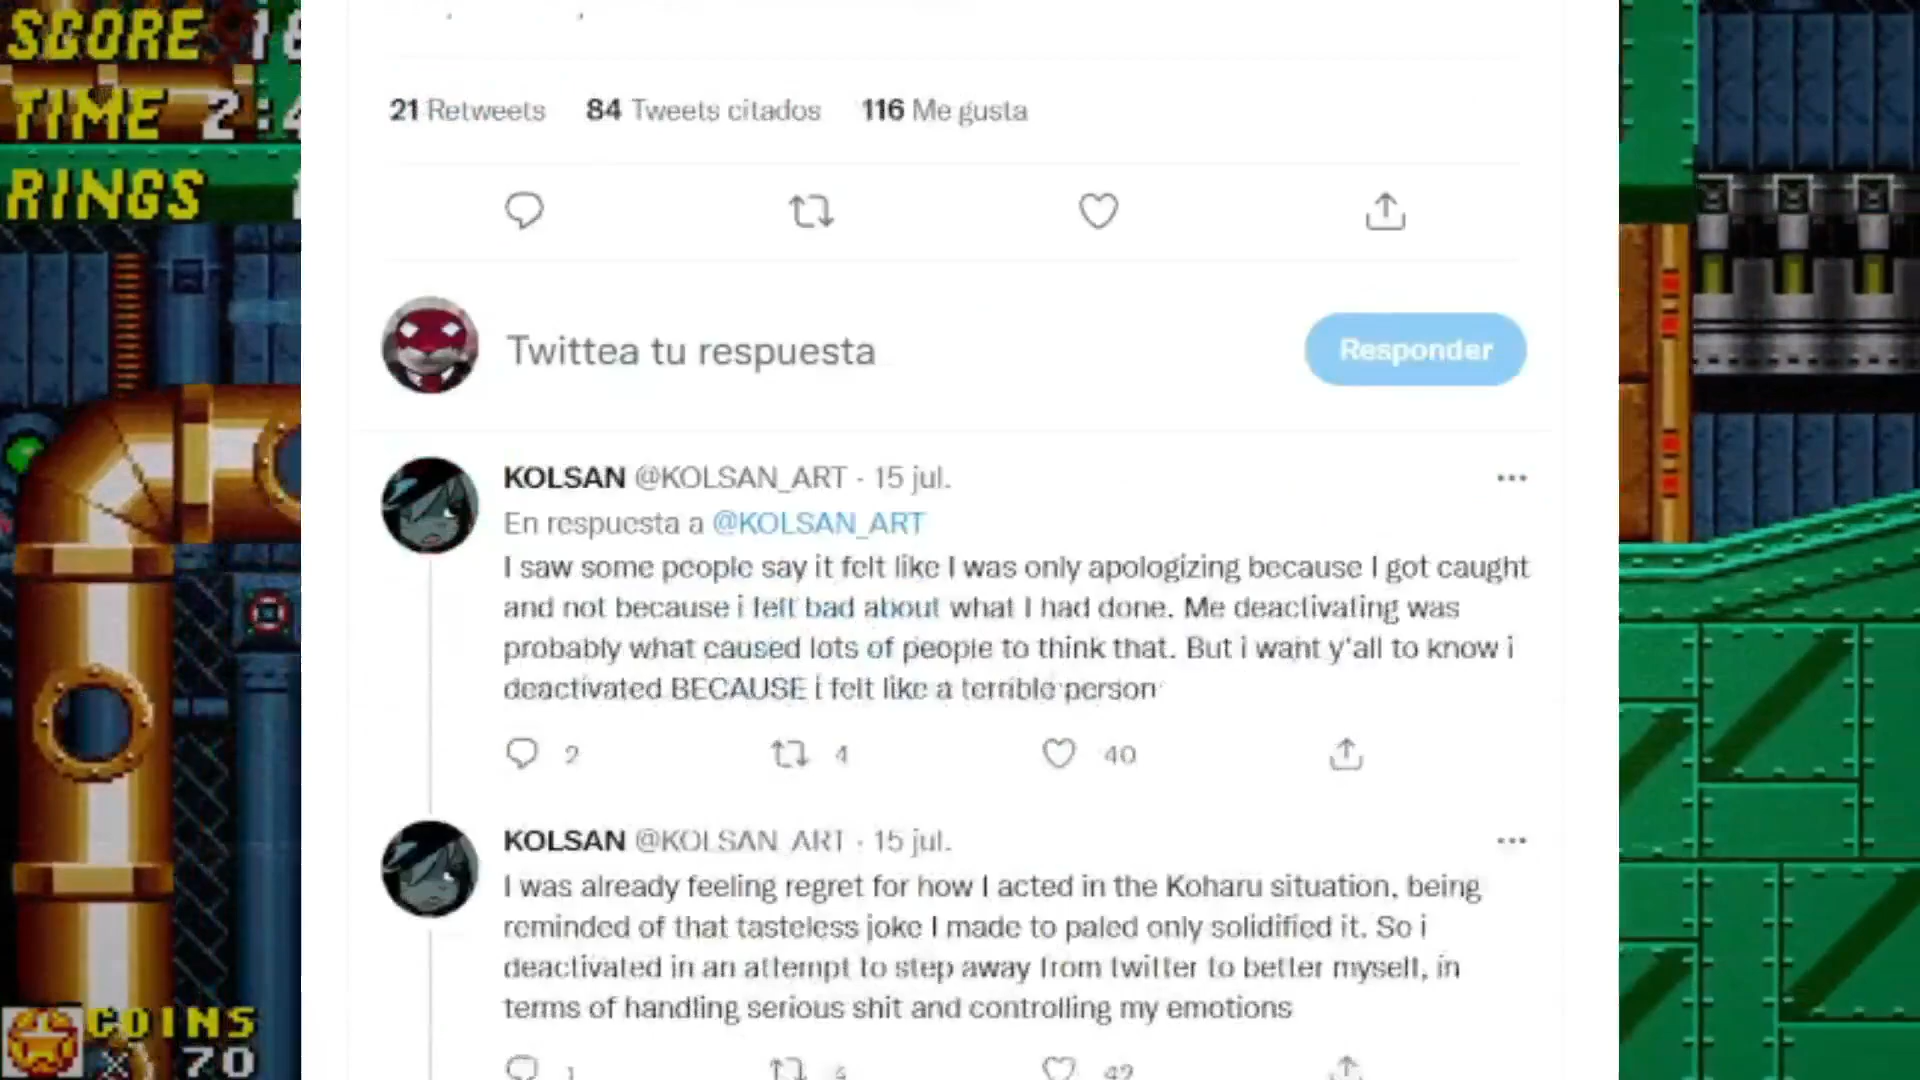 SCORE 16
TIME 2:4
RINGS
21 Retweets 84 Tweets citados 116 Me gusta
Twittea tu respuesta
Responder
KOLSAN @KOLSAN_ART · 15 jul.
En respuesta a @KOLSAN_ART
I saw some people say it felt like I was only apologizing because I got caught
and not because i felt bad about what I had done. Me deactivating was
probably what caused lots of people to think that. But i want y'all to know i
deactivated BECAUSE i felt like a terrible person
2 4 40
KOLSAN @KOLSAN_ART · 15 jul.
I was already feeling regret for how I acted in the Koharu situation, being
reminded of that tasteless joke I made to paled only solidified it. So i
deactivated in an attempt to step away from twitter to better myself, in
terms of handling serious shit and controlling my emotions
1 4 42
COINS
X 70